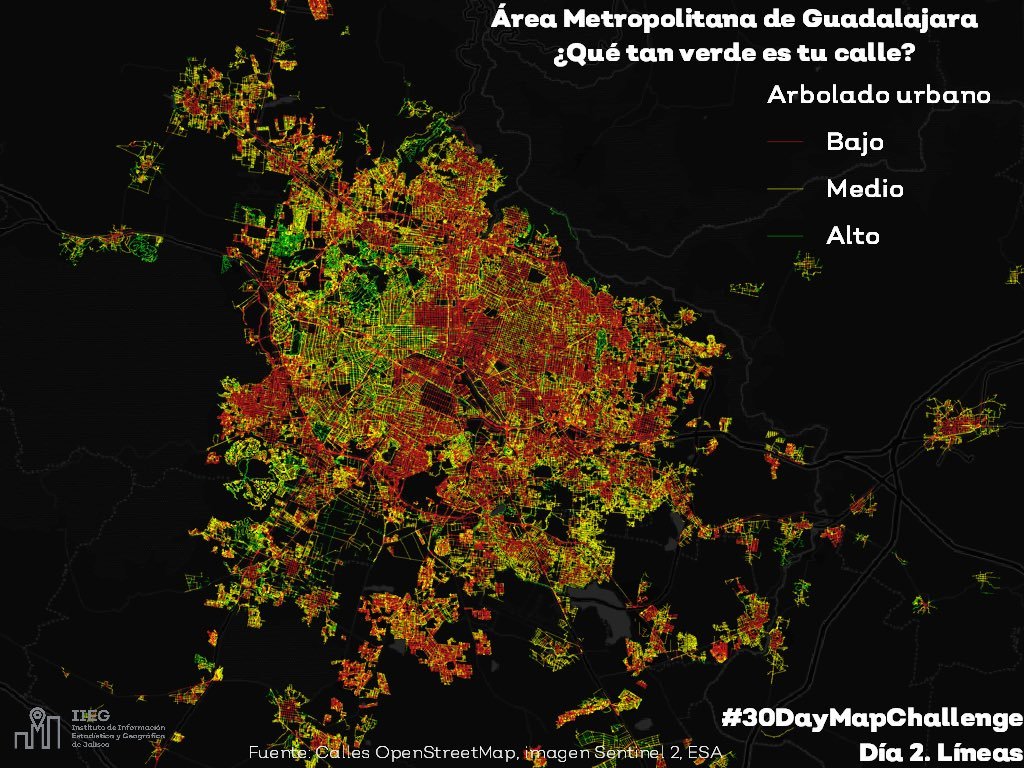 Área Metropolitana de Guadalajara
¿Qué tan verde es tu calle?
Arbolado urbano
Bajo
Medio
Alto
#30DayMapChallenge
Día 2. Líneas
IIEG
Instituto de Información
Estadística y Geográfica
de Jalisco
Fuente: Calles OpenStreetMap, imagen Sentinel 2, ESA